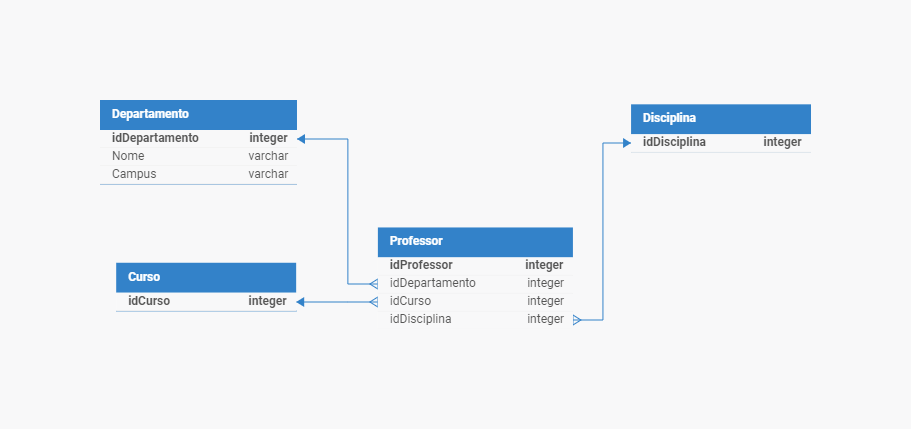 Departamento
idDepartamento integer
Nome varchar
Campus varchar
Disciplina
idDisciplina integer
Professor
idProfessor integer
idDepartamento integer
idCurso integer
idDisciplina integer
Curso
idCurso integer